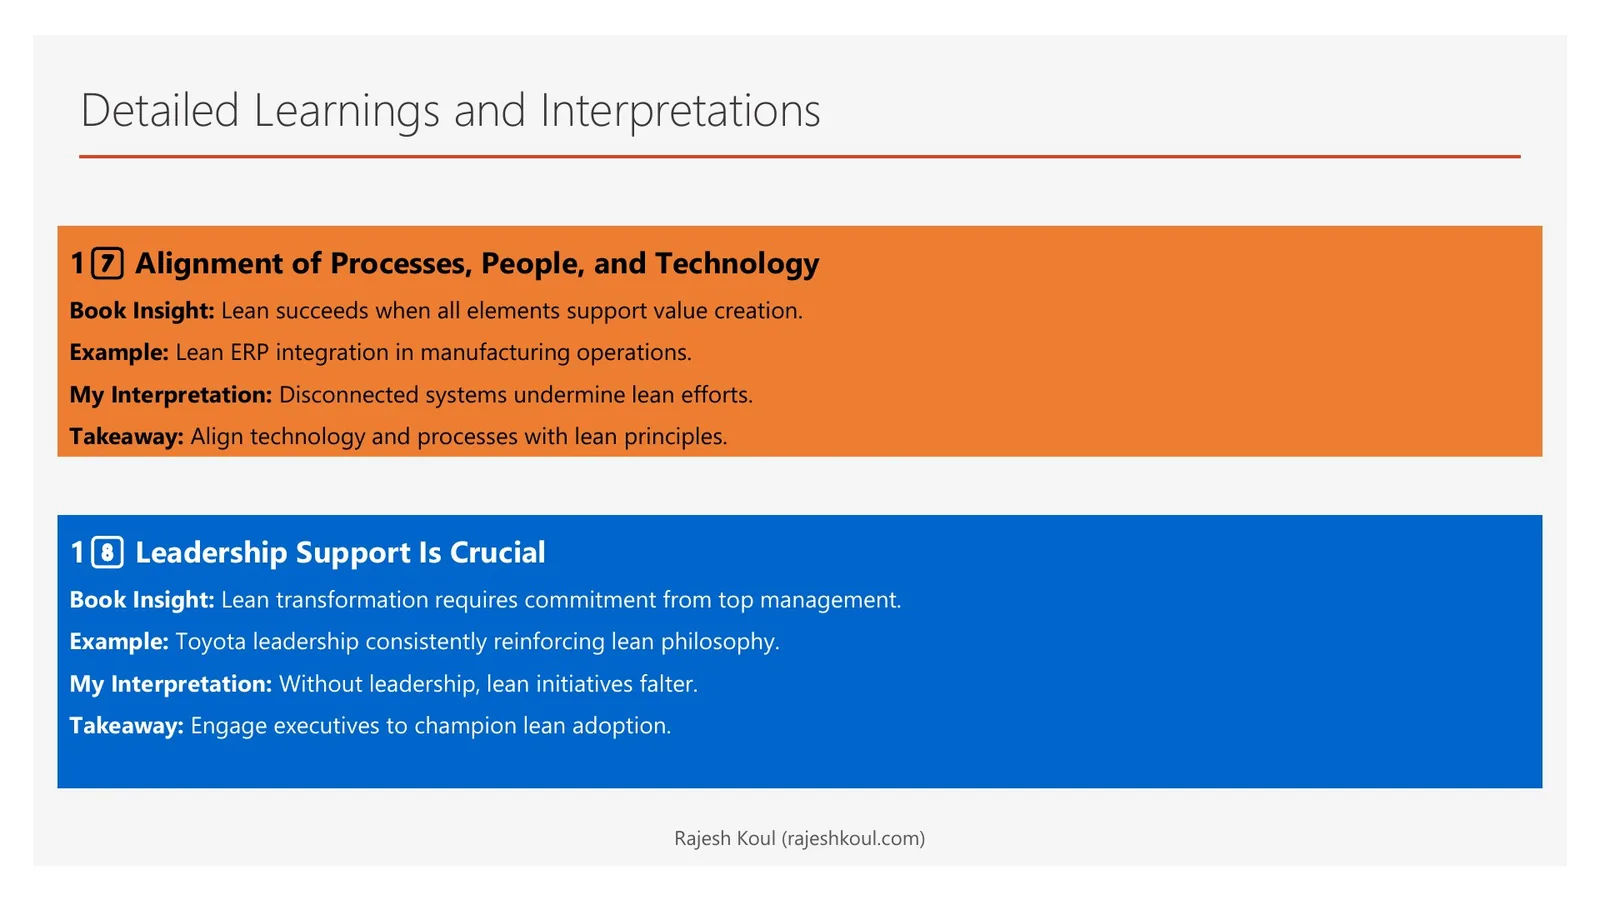 Detailed Learnings and Interpretations
17️⃣ Alignment of Processes, People, and Technology
Book Insight: Lean succeeds when all elements support value creation.
Example: Lean ERP integration in manufacturing operations.
My Interpretation: Disconnected systems undermine lean efforts.
Takeaway: Align technology and processes with lean principles.
18️⃣ Leadership Support Is Crucial
Book Insight: Lean transformation requires commitment from top management.
Example: Toyota leadership consistently reinforcing lean philosophy.
My Interpretation: Without leadership, lean initiatives falter.
Takeaway: Engage executives to champion lean adoption.
Rajesh Koul (rajeshkoul.com)